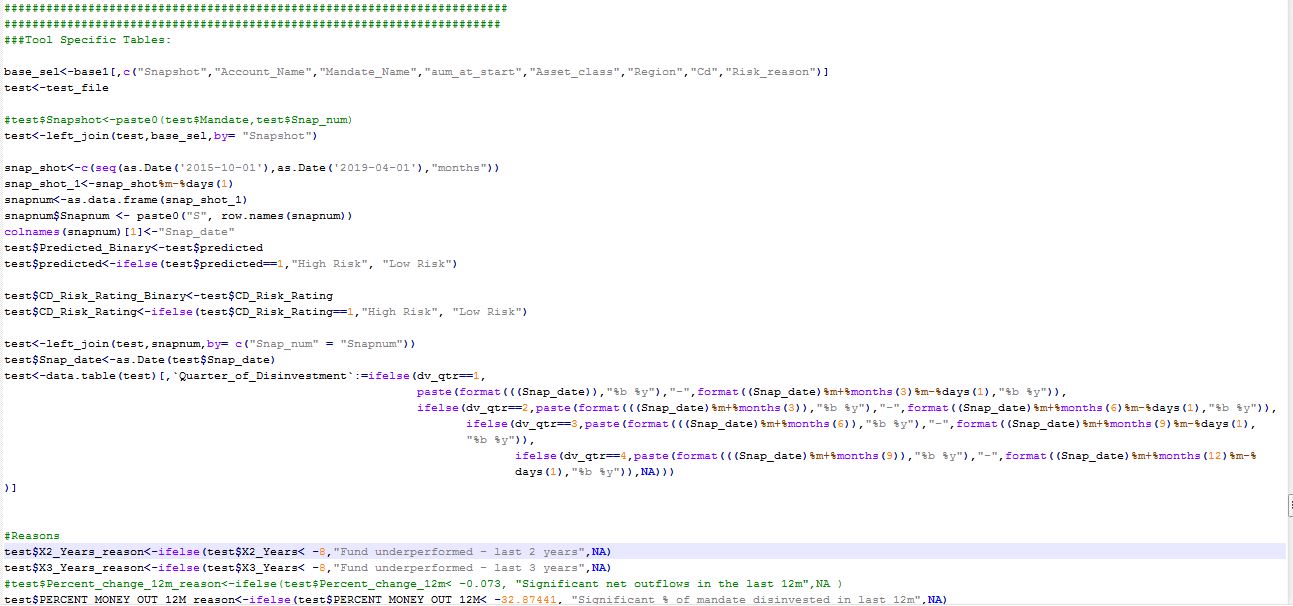 ########################################################################
#######################################################################
###Tool Specific Tables:
base_sel<-base1[,c("Snapshot","Account_Name","Mandate_Name","aum_at_start","Asset_class","Region","Cd","Risk_reason")]
test<-test_file
#test$Snapshot<-paste0(test$Mandate,test$Snap_num)
test<-left_join(test,base_sel,by= "Snapshot")
snap_shot<-c(seq(as.Date('2015-10-01'),as.Date('2019-04-01'),"months"))
snap_shot_1<-snap_shot%m-%days(1)
snapnum<-as.data.frame(snap_shot_1)
snapnum$Snapnum <- paste0("S", row.names(snapnum))
colnames(snapnum)[1]<-"Snap_date"
test$Predicted_Binary<-test$predicted
test$predicted<-ifelse(test$predicted==1,"High Risk", "Low Risk")
test$CD_Risk_Rating_Binary<-test$CD_Risk_Rating
test$CD_Risk_Rating<-ifelse(test$CD_Risk_Rating==1,"High Risk", "Low Risk")
test<-left_join(test,snapnum,by= c("Snap_num" = "Snapnum"))
test$Snap_date<-as.Date(test$Snap_date)
test<-data.table(test)[,`Quarter_of_Disinvestment`:=ifelse(dv_qtr==1,
paste(format(((Snap_date)),"%b %y"),"-",format((Snap_date)%m+%months(3)%m-%days(1),"%b %y")),
ifelse(dv_qtr==2,paste(format(((Snap_date)%m+%months(3)),"%b %y"),"-",format((Snap_date)%m+%months(6)%m-%days(1),"%b %y")),
ifelse(dv_qtr==3,paste(format(((Snap_date)%m+%months(6)),"%b %y"),"-",format((Snap_date)%m+%months(9)%m-%days(1),
"%b %y")),
ifelse(dv_qtr==4,paste(format(((Snap_date)%m+%months(9)),"%b %y"),"-",format((Snap_date)%m+%months(12)%m-%
days(1),"%b %y")),NA)))
)]
#Reasons
test$X2_Years_reason<-ifelse(test$X2_Years< -8,"Fund underperformed - last 2 years",NA)
test$X3_Years_reason<-ifelse(test$X3_Years< -8,"Fund underperformed - last 3 years",NA)
#test$Percent_change_12m_reason<-ifelse(test$Percent_change_12m< -0.073, "Significant net outflows in the last 12m",NA )
test$PERCENT_MONEY_OUT_12M_reason<-ifelse(test$PERCENT_MONEY_OUT_12M< -32.87441, "Significant % of mandate disinvested in last 12m",NA)